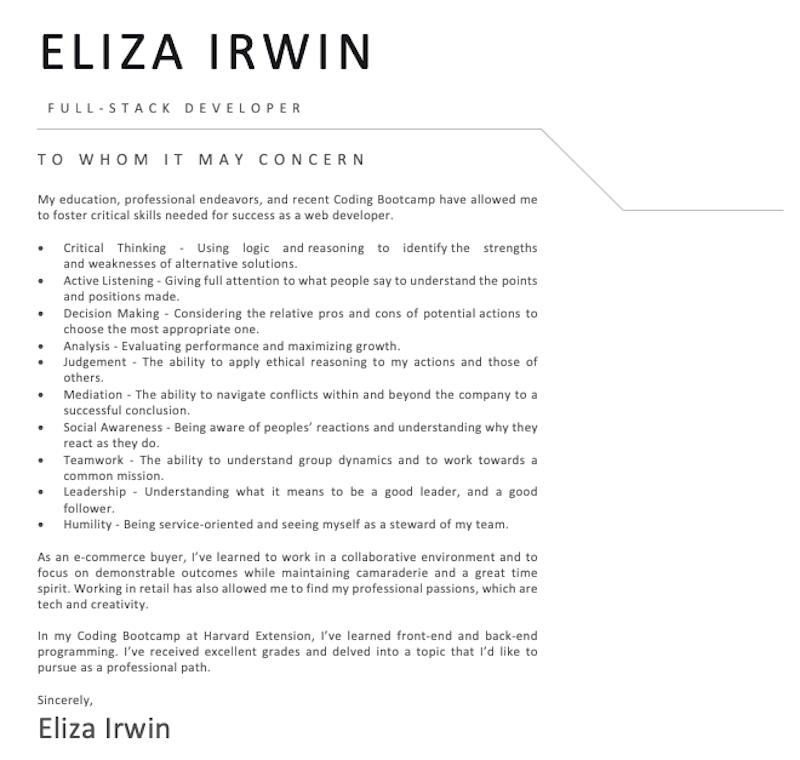 ELIZA IRWIN
FULL-STACK DEVELOPER
TO WHOM IT MAY CONCERN
My education, professional endeavors, and recent Coding Bootcamp have allowed me
to foster critical skills needed for success as a web developer.
• Critical Thinking - Using logic and reasoning to identify the strengths
and weaknesses of alternative solutions.
• Active Listening - Giving full attention to what people say to understand the points
and positions made.
• Decision Making - Considering the relative pros and cons of potential actions to
choose the most appropriate one.
• Analysis - Evaluating performance and maximizing growth.
• Judgement - The ability to apply ethical reasoning to my actions and those of
others.
• Mediation - The ability to navigate conflicts within and beyond the company to a
successful conclusion.
• Social Awareness - Being aware of peoples’ reactions and understanding why they
react as they do.
• Teamwork - The ability to understand group dynamics and to work towards a
common mission.
• Leadership - Understanding what it means to be a good leader, and a good
follower.
• Humility - Being service-oriented and seeing myself as a steward of my team.
As an e-commerce buyer, I’ve learned to work in a collaborative environment and to
focus on demonstrable outcomes while maintaining camaraderie and a great time
spirit. Working in retail has also allowed me to find my professional passions, which are
tech and creativity.
In my Coding Bootcamp at Harvard Extension, I’ve learned front-end and back-end
programming. I’ve received excellent grades and delved into a topic that I’d like to
pursue as a professional path.
Sincerely,
Eliza Irwin